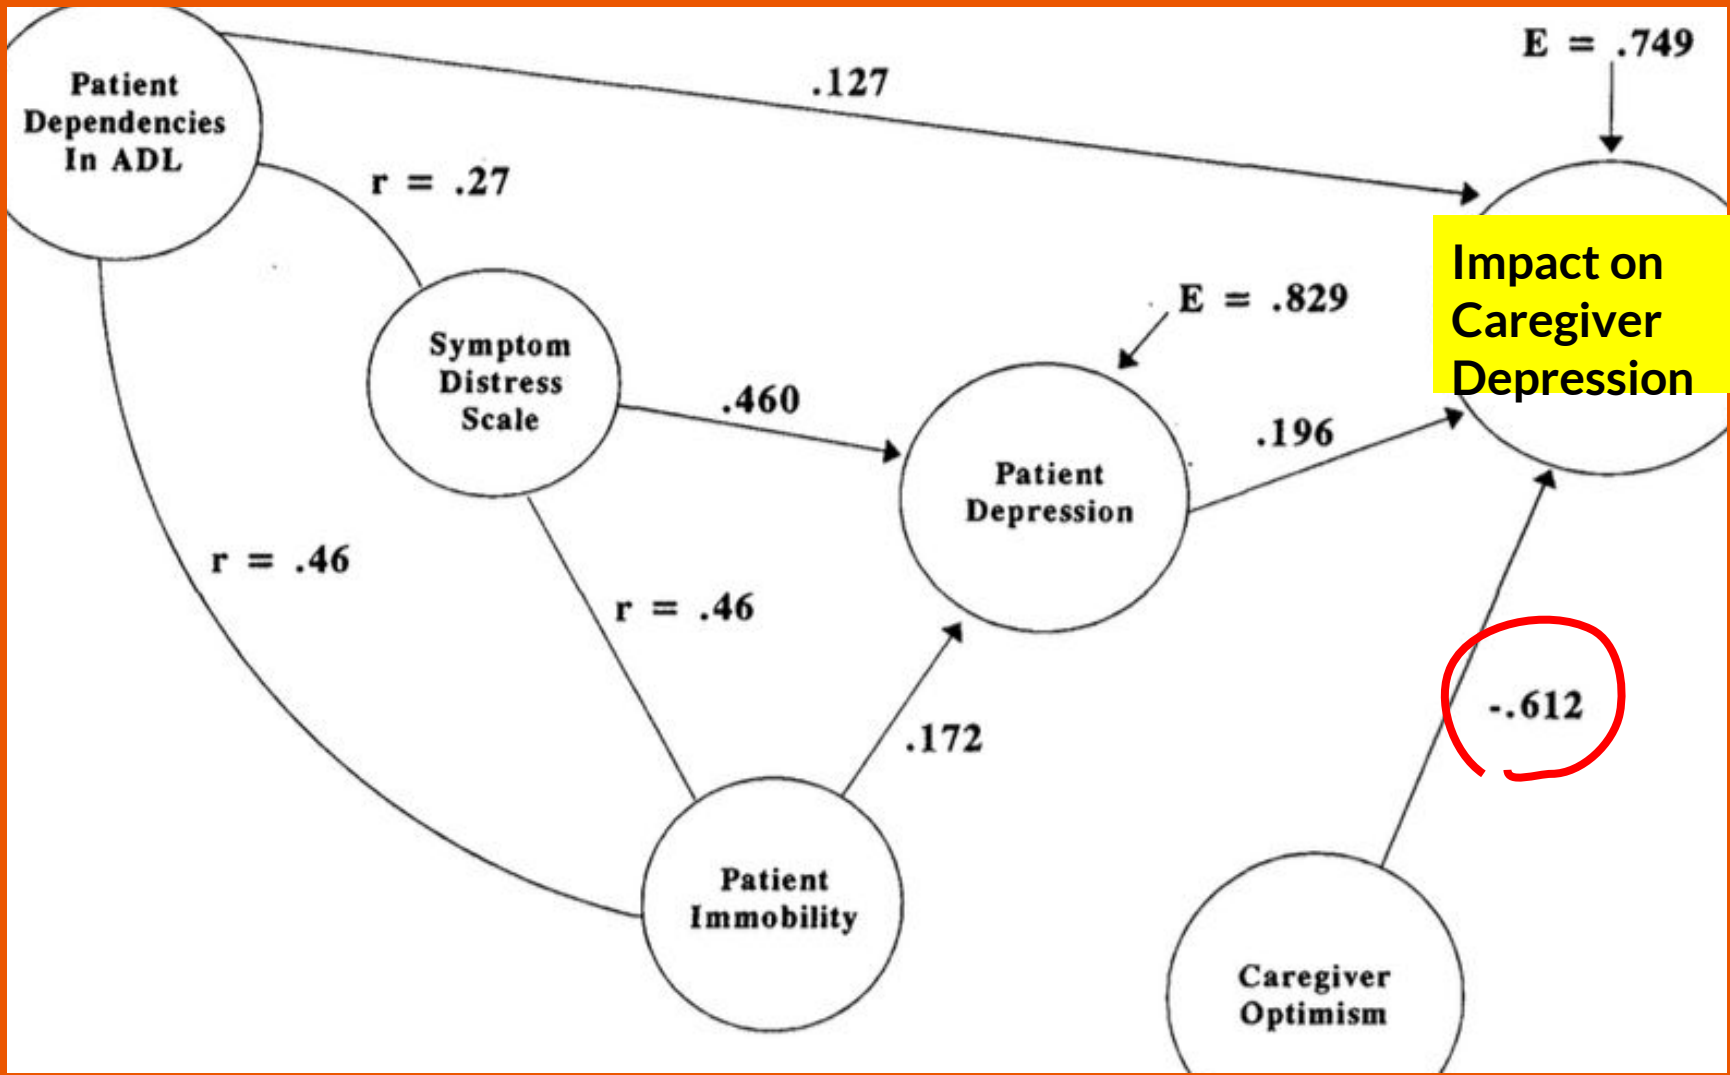 E = .749
.127
Patient
Dependencies
In ADL
r = .27
Impact on
Caregiver
Depression
E = .829
Symptom
Distress
Scale
.460
.196
Patient
Depression
r = .46
r = .46
-.612
.172
Patient
Immobility
Caregiver
Optimism